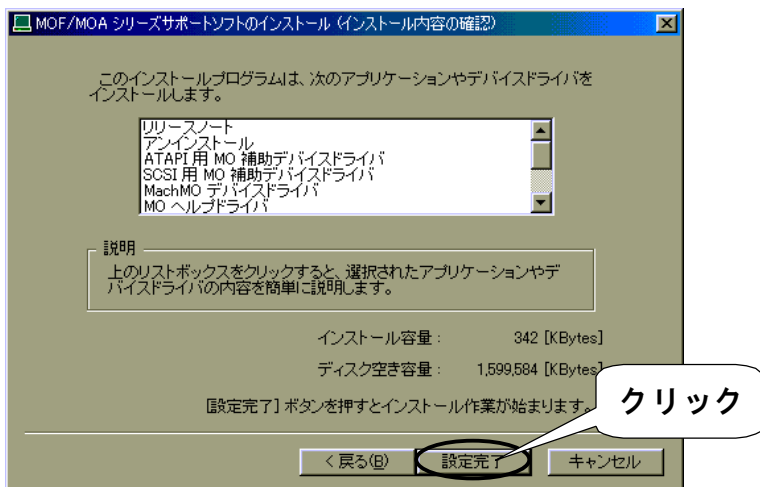 MOF/MOA シリーズサポートソフトのインストール (インストール内容の確認)
このインストールプログラムは、次のアプリケーションやデバイスドライバを
インストールします。
リリースノート
アンインストール
ATAPI 用 MO 補助デバイスドライバ
SCSI 用 MO 補助デバイスドライバ
MachMO デバイスドライバ
MO ヘルプドライバ
説明
上のリストボックスをクリックすると、選択されたアプリケーションやデ
バイスドライバの内容を簡単に説明します。
インストール容量 : 342 [KBytes]
ディスク空き容量 : 1,599,584 [KBytes]
[設定完了] ボタンを押すとインストール作業が始まります。
クリック
< 戻る(B) 設定完了 キャンセル